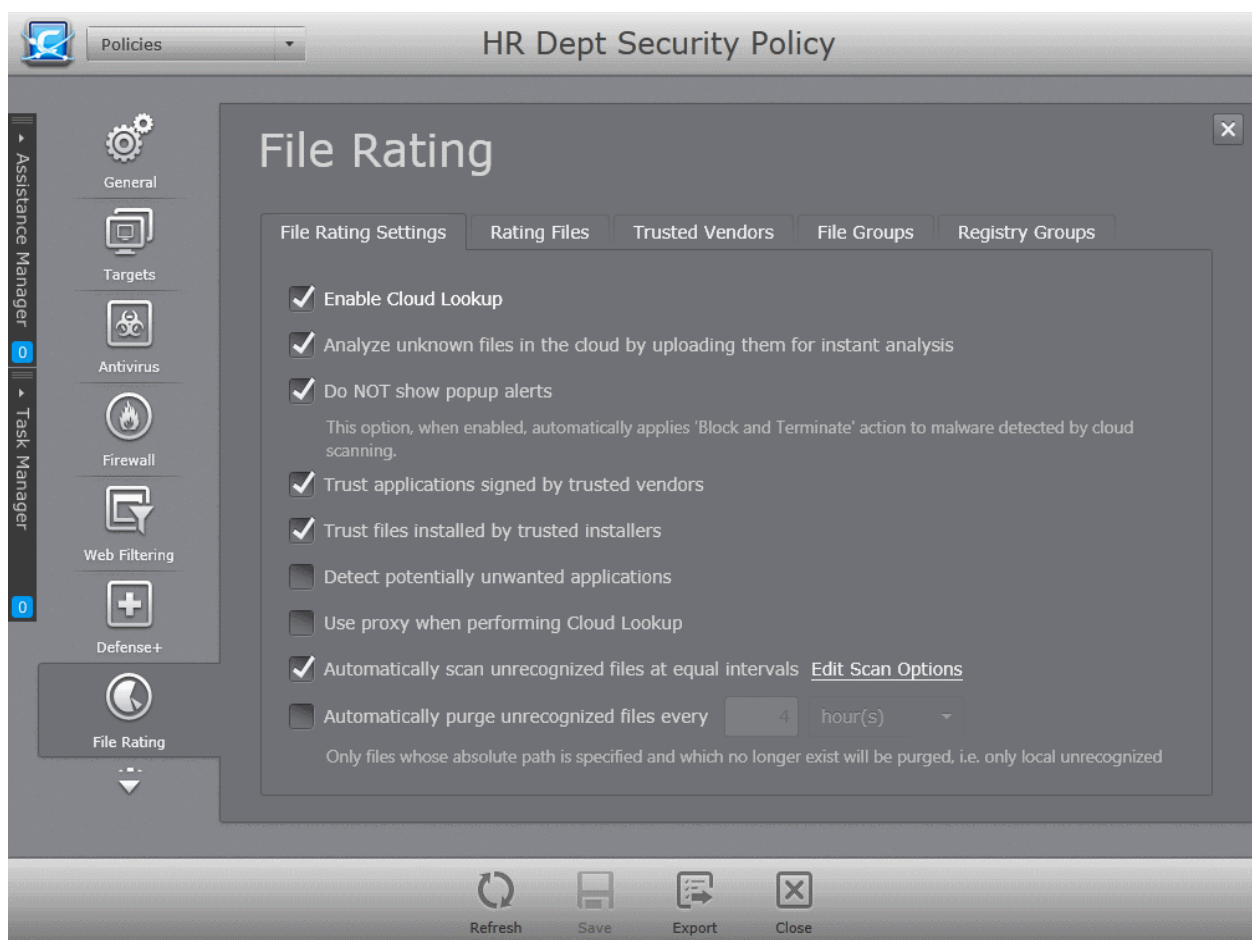 Policies
HR Dept Security Policy
Assistance Manager
0
Task Manager
0
General
Targets
Antivirus
Firewall
Web Filtering
Defense+
File Rating
File Rating
File Rating Settings
Rating Files
Trusted Vendors
File Groups
Registry Groups
Enable Cloud Lookup
Analyze unknown files in the cloud by uploading them for instant analysis
Do NOT show popup alerts
This option, when enabled, automatically applies 'Block and Terminate' action to malware detected by cloud
scanning.
Trust applications signed by trusted vendors
Trust files installed by trusted installers
Detect potentially unwanted applications
Use proxy when performing Cloud Lookup
Automatically scan unrecognized files at equal intervals Edit Scan Options
Automatically purge unrecognized files every 4 hour(s)
Only files whose absolute path is specified and which no longer exist will be purged, i.e. only local unrecognized
Refresh
Save
Export
Close